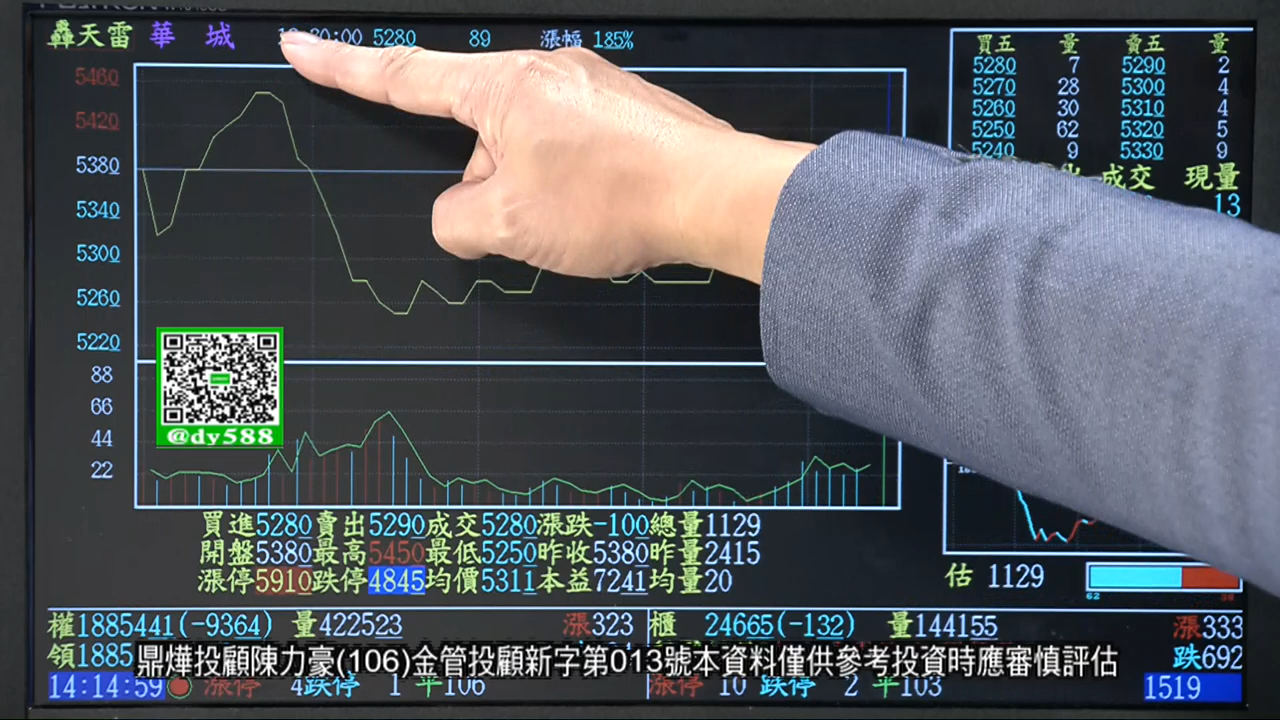 轟天雷 華 城 5280 89 漲幅 185%
買五 量 賣五 量
5280 7 5290 2
5270 28 5300 4
5260 30 5310 4
5250 62 5320 5
5240 9 5330 9
成交 現量
13
5460
5420
5380
5340
5300
5260
5220
88
66
44
22
@dy588
買進5280賣出5290成交5280漲跌-100總量1129
開盤5380最高5450最低5250昨收5380昨量2415
漲停5910跌停4845均價5311本益7241均量20
估 1129
62 38
權1885441(-9364) 量422523 漲323
櫃 24665(-132) 量144155 漲333
領1885
跌692
鼎燁投顧陳力豪(106)金管投顧新字第013號本資料僅供參考投資時應審慎評估
14:14:59 漲停 4跌停 1 平106
漲停 10 跌停 2 平103 1519